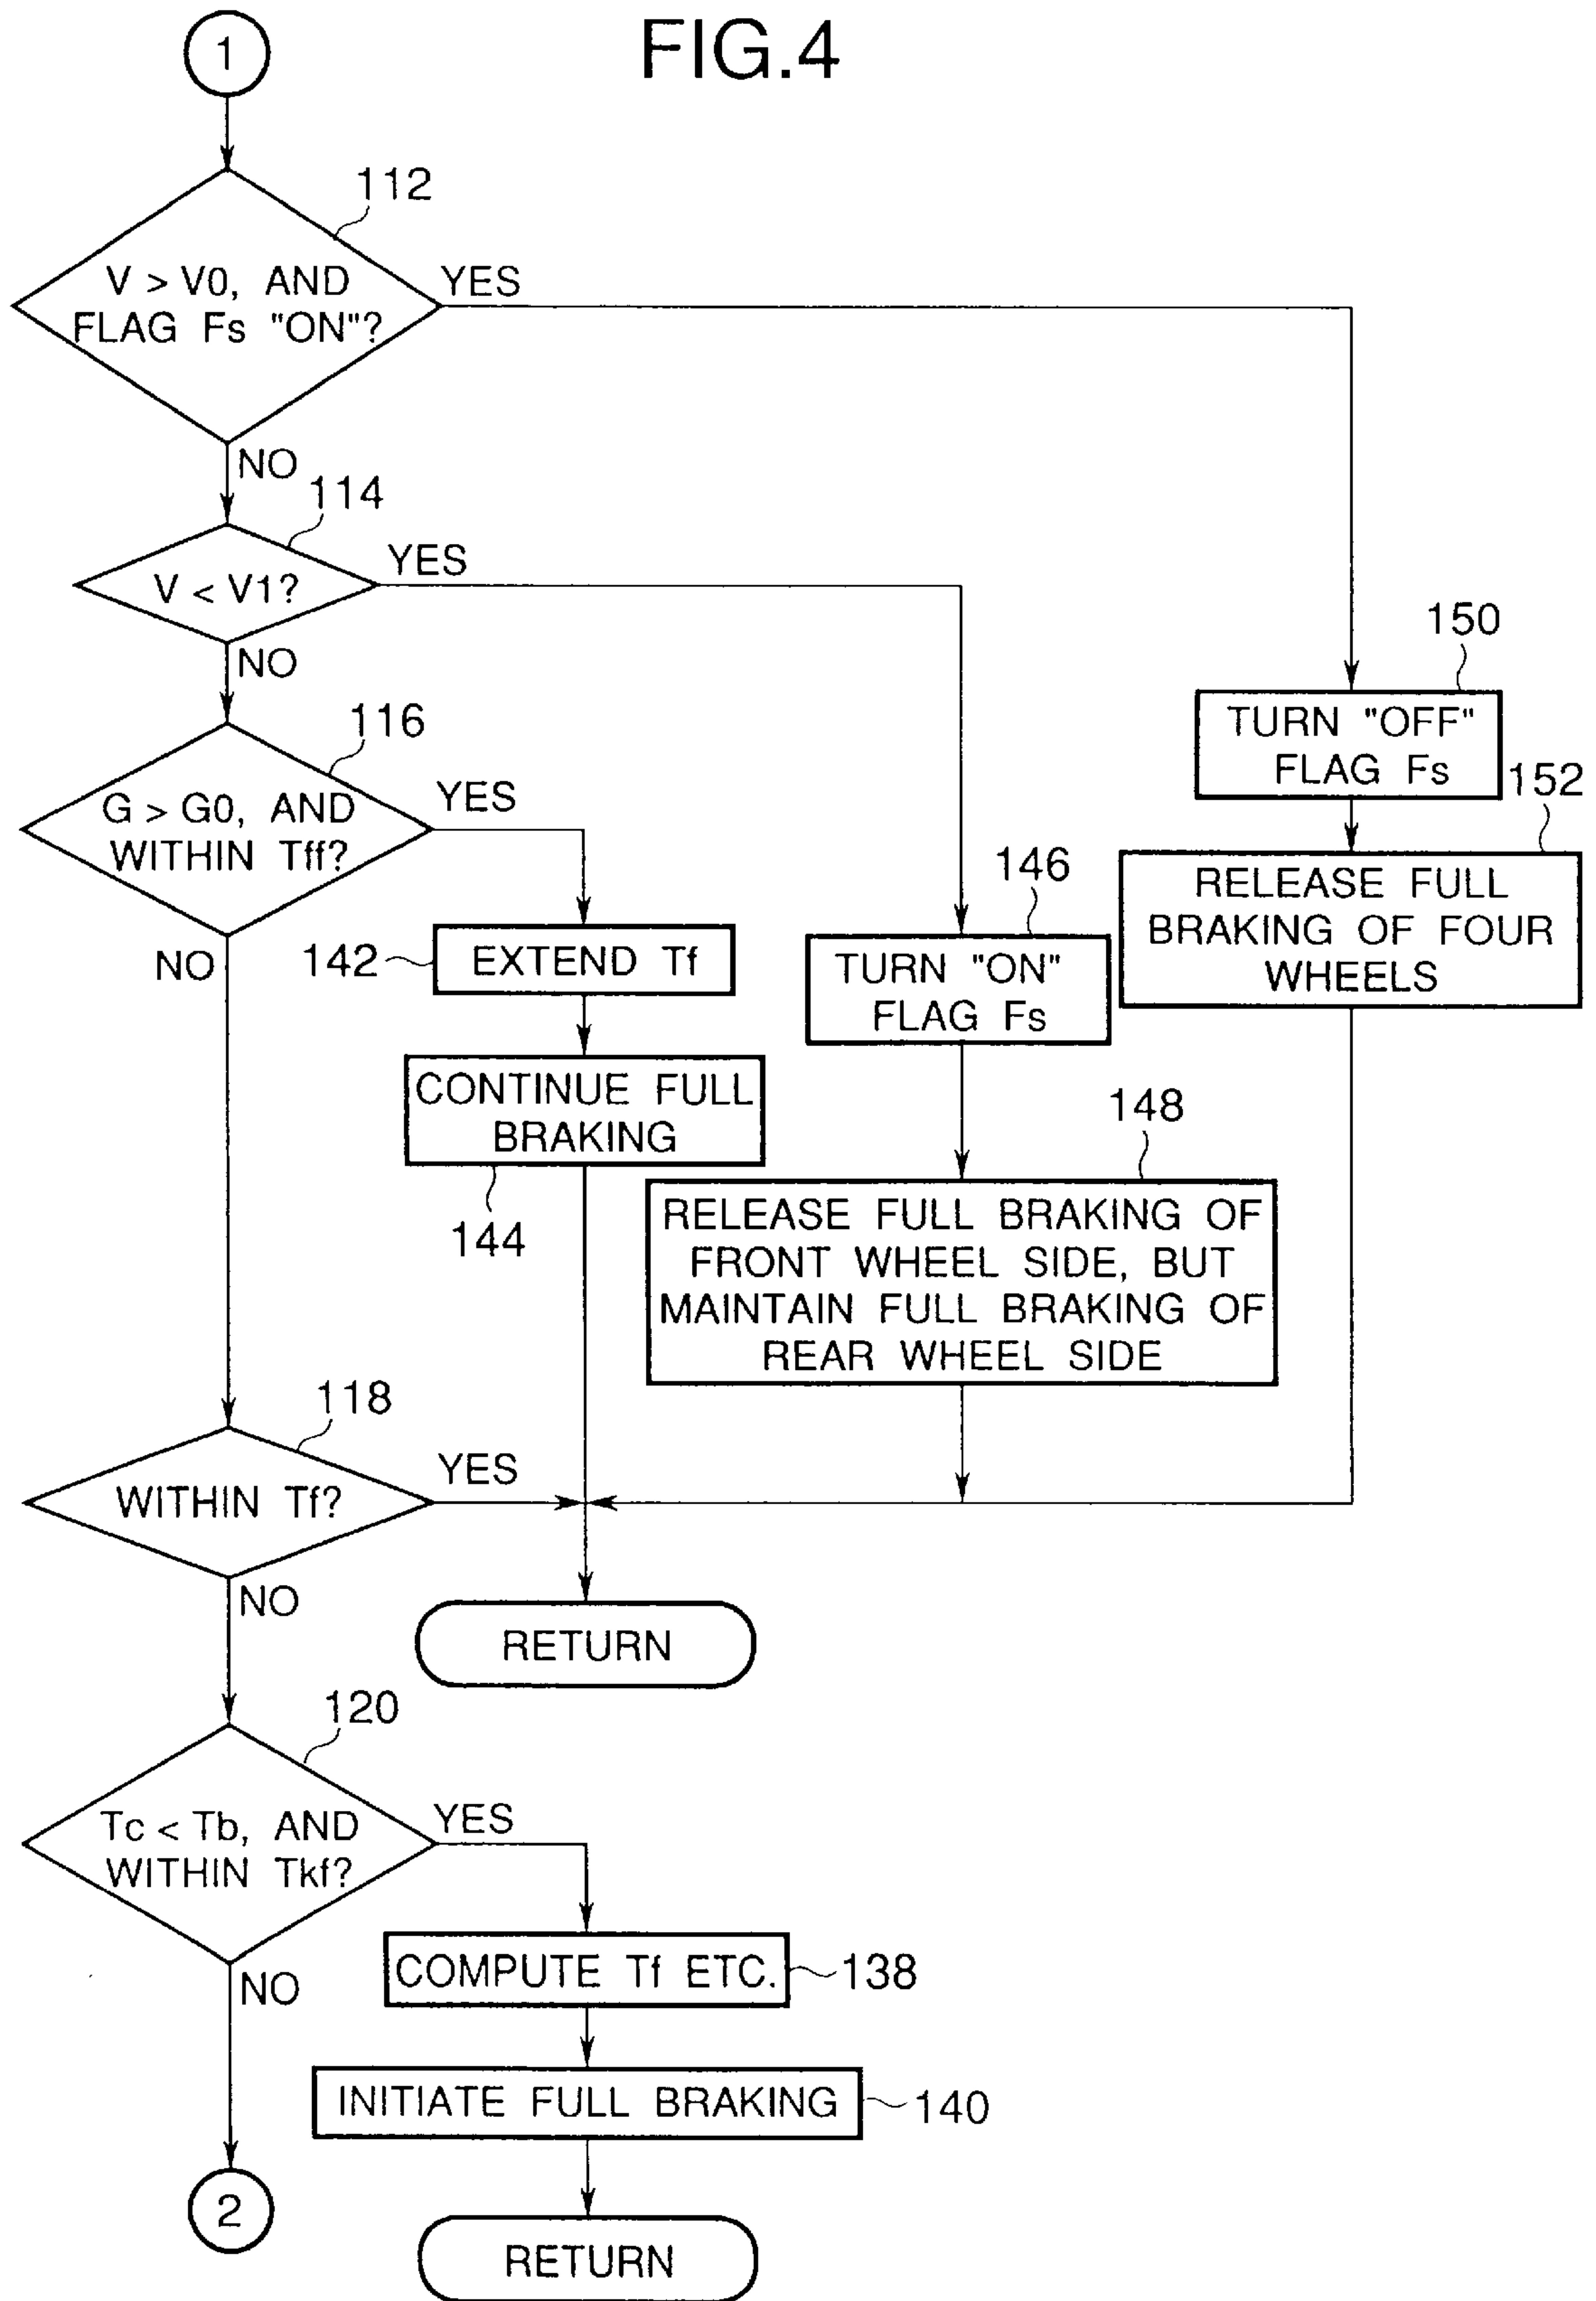 FIG.4
1
112
V > V0, AND
FLAG Fs "ON"?
YES
NO
114
V < V1?
YES
NO
116
G > G0, AND
WITHIN Tff?
YES
NO
150
TURN "OFF"
FLAG Fs
152
RELEASE FULL
BRAKING OF FOUR
WHEELS
146
TURN "ON"
FLAG Fs
142
EXTEND Tf
CONTINUE FULL
BRAKING
144
148
RELEASE FULL BRAKING OF
FRONT WHEEL SIDE, BUT
MAINTAIN FULL BRAKING OF
REAR WHEEL SIDE
118
WITHIN Tf?
YES
NO
RETURN
120
Tc < Tb, AND
WITHIN Tkf?
YES
NO
COMPUTE Tf ETC.
138
INITIATE FULL BRAKING
140
2
RETURN